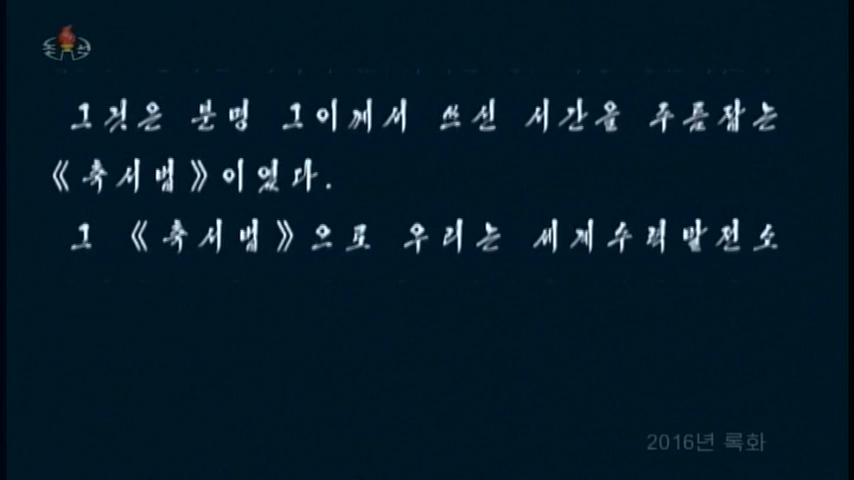 그것은 분명 그이께서 쓰신 시간을 주름잡는
《축시법》이였다.
그 《축시법》으로 우리는 세계수력발전소
2016년 록화